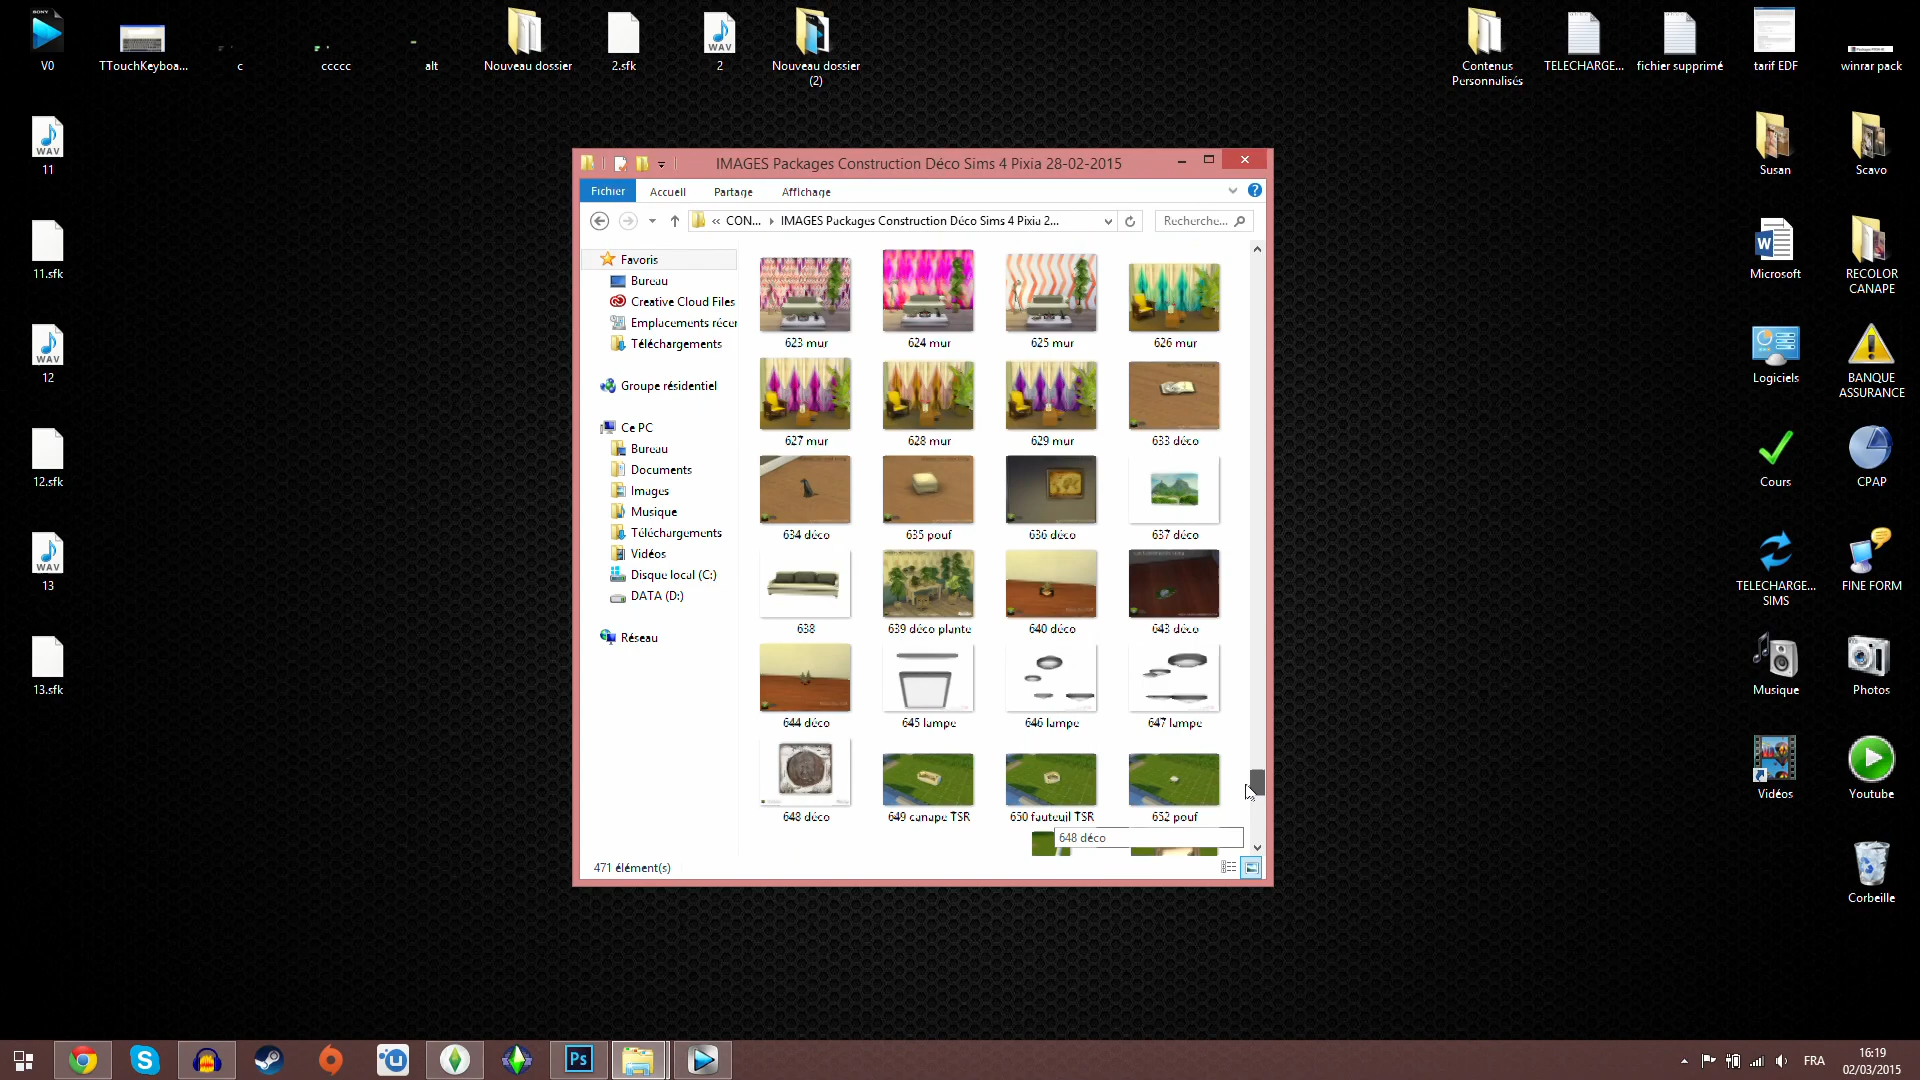 V0
TTouchKeyboa...
c
ccccc
alt
Nouveau dossier
2.sfk
2
Nouveau dossier
(2)
Contenus
Personnalisés
TELECHARGE...
fichier supprimé
tarif EDF
winrar pack
WAV
11
11.sfk
WAV
12
12.sfk
WAV
13
13.sfk
Susan
Scavo
Microsoft
RECOLOR
CANAPE
Logiciels
BANQUE
ASSURANCE
Cours
CPAP
TELECHARGE...
SIMS
FINE FORM
Musique
Photos
Vidéos
Youtube
Corbeille
IMAGES Packages Construction Déco Sims 4 Pixia 28-02-2015
Fichier
Accueil
Partage
Affichage
« CON...
IMAGES Packages Construction Déco Sims 4 Pixia 2...
Recherche...
Favoris
Bureau
Creative Cloud Files
Emplacements récen
Téléchargements
Groupe résidentiel
Ce PC
Bureau
Documents
Images
Musique
Téléchargements
Vidéos
Disque local (C:)
DATA (D:)
Réseau
623 mur
624 mur
625 mur
626 mur
627 mur
628 mur
629 mur
633 déco
634 déco
635 pouf
636 déco
637 déco
638
639 déco plante
640 déco
643 déco
644 déco
645 lampe
646 lampe
647 lampe
648 déco
649 canape TSR
650 fauteuil TSR
652 pouf
648 déco
471 élément(s)
Ps
FRA
16:19
02/03/2015